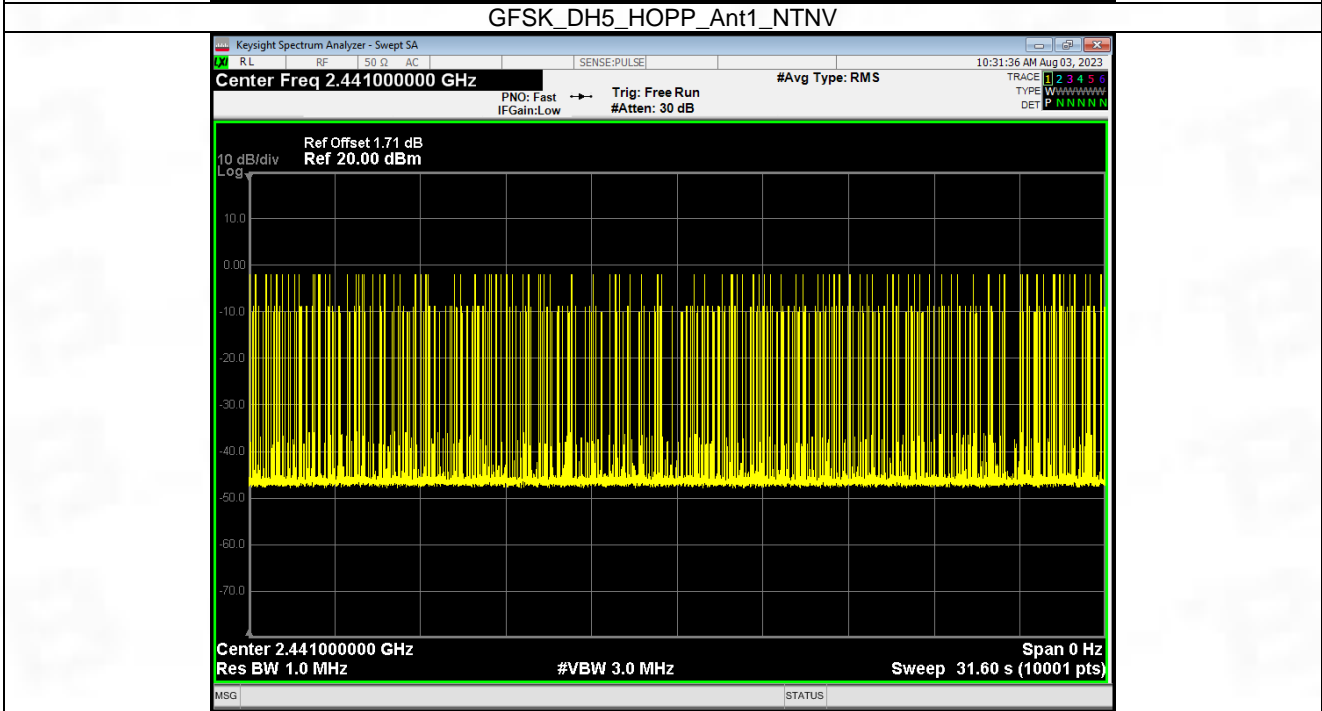 GFSK_DH5_HOPP_Ant1_NTNV
Keysight Spectrum Analyzer - Swept SA
LXI RL RF 50 Ω AC SENSE:PULSE 10:31:36 AM Aug 03, 2023
Center Freq 2.441000000 GHz #Avg Type: RMS TRACE 1 2 3 4 5 6
PNO: Fast Trig: Free Run TYPE WWWWWW
IFGain:Low #Atten: 30 dB DET P N N N N N
Ref Offset 1.71 dB
10 dB/div Ref 20.00 dBm
Log
10.0
0.00
-10.0
-20.0
-30.0
-40.0
-50.0
-60.0
-70.0
Center 2.441000000 GHz Span 0 Hz
Res BW 1.0 MHz #VBW 3.0 MHz Sweep 31.60 s (10001 pts)
MSG STATUS